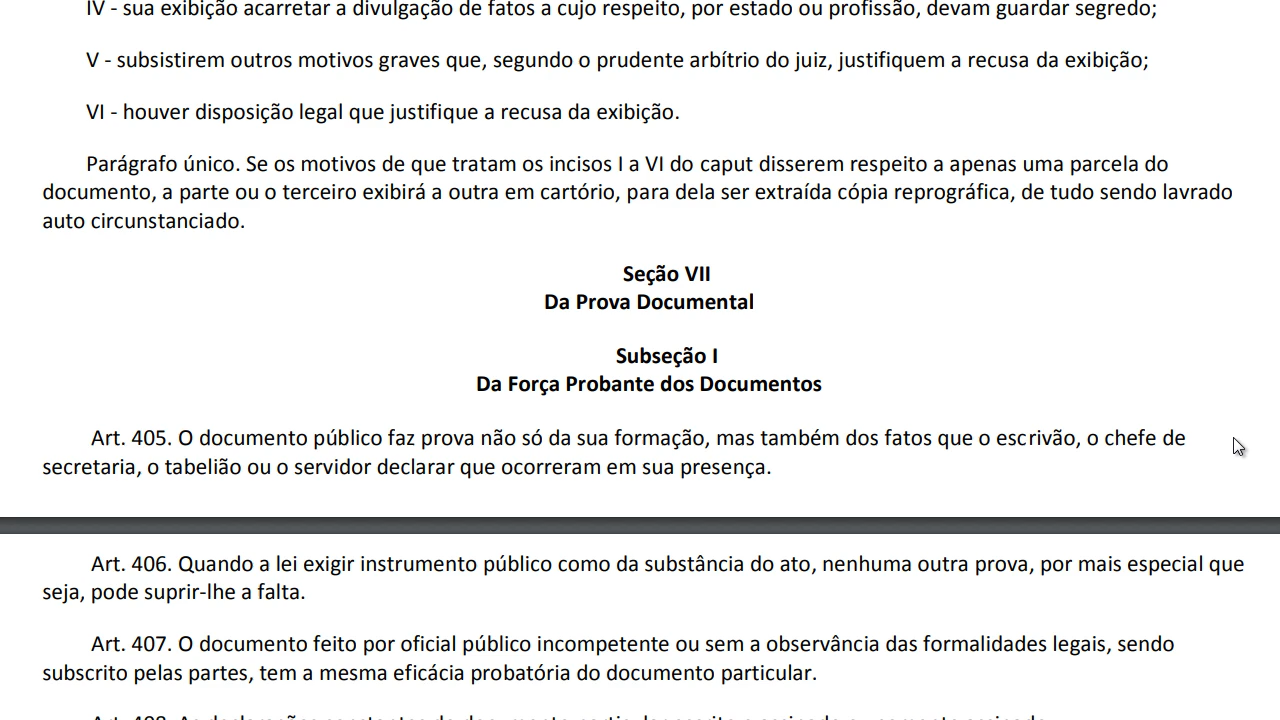 IV - sua exibição acarretar a divulgação de fatos a cujo respeito, por estado ou profissão, devam guardar segredo;
V - subsistirem outros motivos graves que, segundo o prudente arbítrio do juiz, justifiquem a recusa da exibição;
VI - houver disposição legal que justifique a recusa da exibição.
Parágrafo único. Se os motivos de que tratam os incisos I a VI do caput disserem respeito a apenas uma parcela do
documento, a parte ou o terceiro exibirá a outra em cartório, para dela ser extraída cópia reprográfica, de tudo sendo lavrado
auto circunstanciado.
Seção VII
Da Prova Documental
Subseção I
Da Força Probante dos Documentos
Art. 405. O documento público faz prova não só da sua formação, mas também dos fatos que o escrivão, o chefe de
secretaria, o tabelião ou o servidor declarar que ocorreram em sua presença.
Art. 406. Quando a lei exigir instrumento público como da substância do ato, nenhuma outra prova, por mais especial que
seja, pode suprir-lhe a falta.
Art. 407. O documento feito por oficial público incompetente ou sem a observância das formalidades legais, sendo
subscrito pelas partes, tem a mesma eficácia probatória do documento particular.